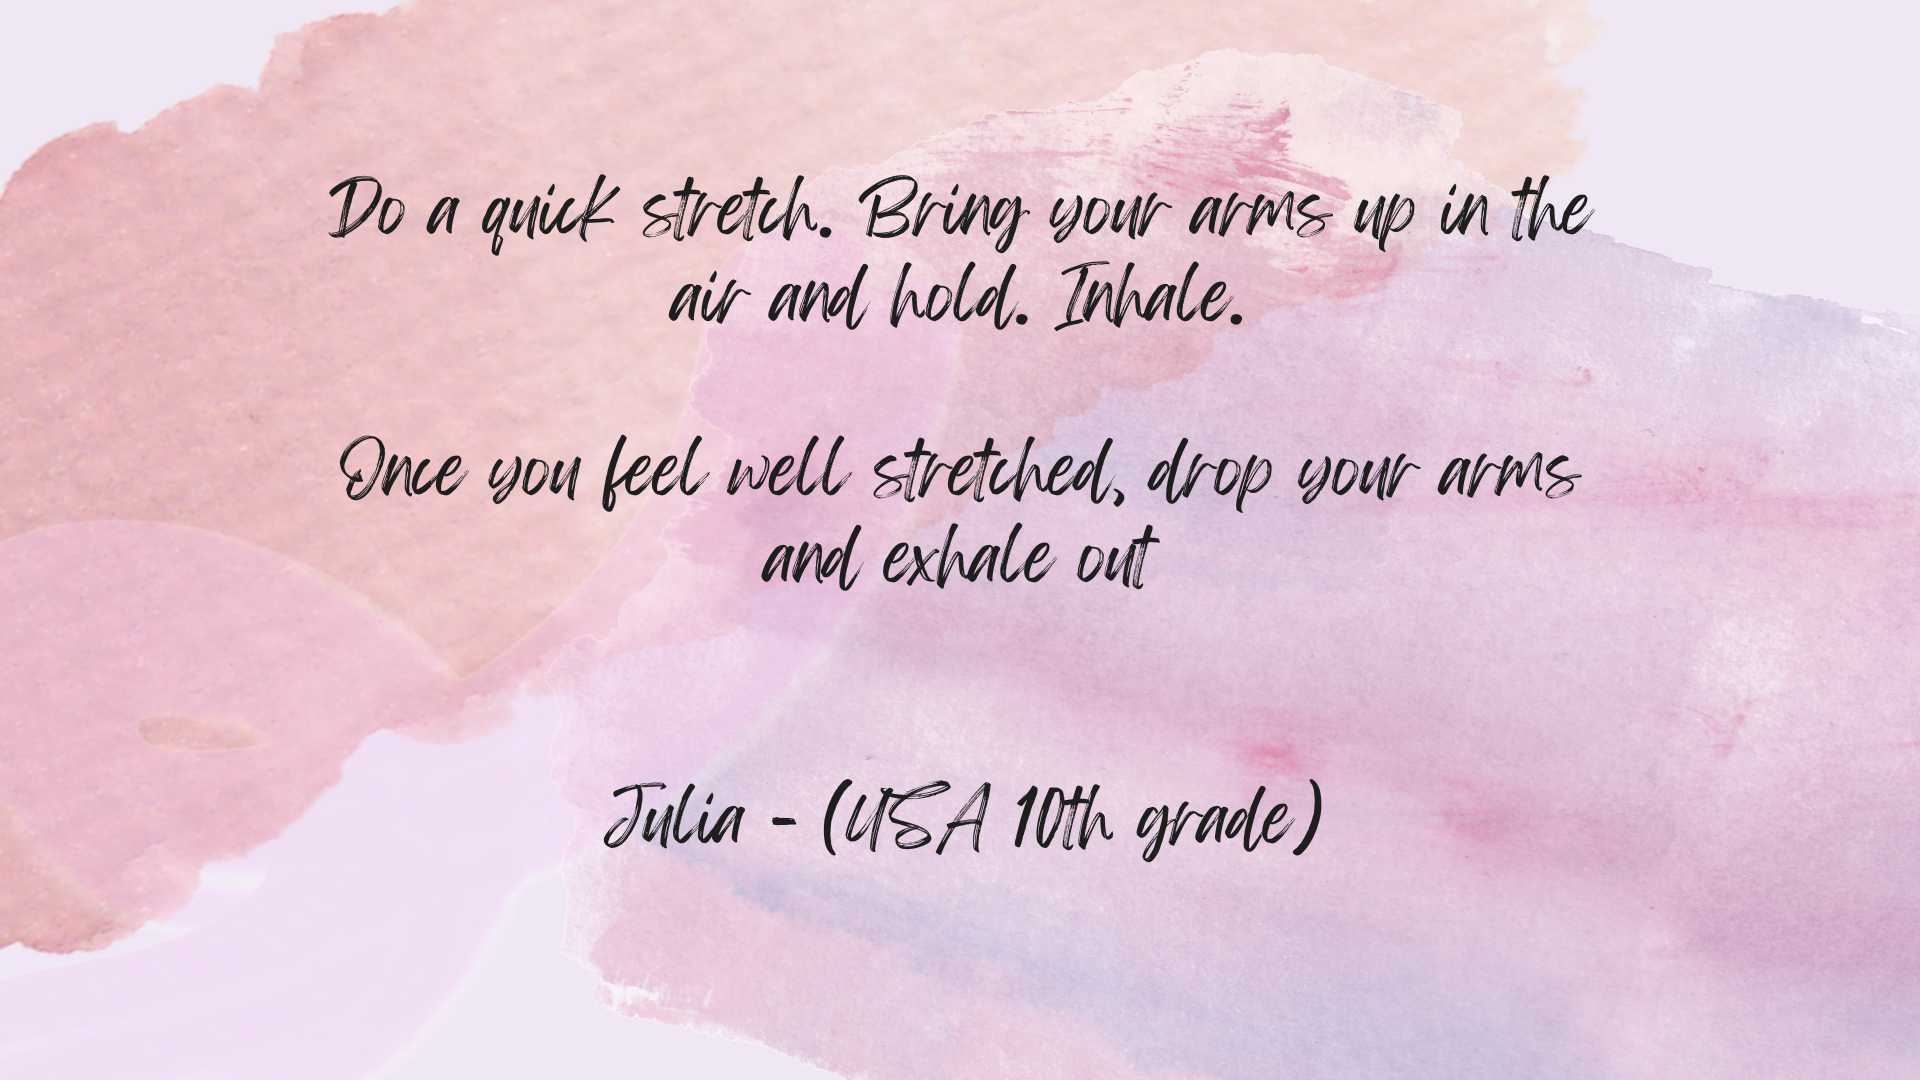 Do a quick stretch. Bring your arms up in the
air and hold. Inhale.
Once you feel well stretched, drop your arms
and exhale out
Julia - (USA 10th grade)